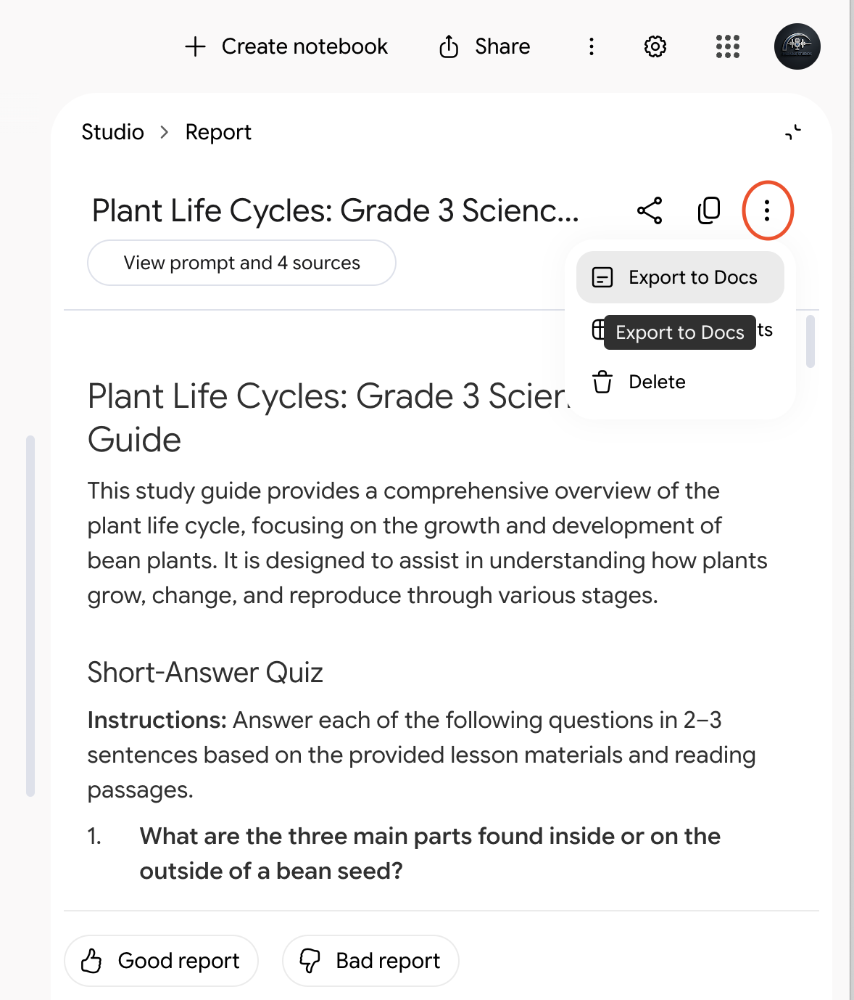 Create notebook
Share
Studio > Report
Plant Life Cycles: Grade 3 Scienc...
View prompt and 4 sources
Export to Docs
Export to Docs
ts
Delete
Plant Life Cycles: Grade 3 Scien
Guide
This study guide provides a comprehensive overview of the
plant life cycle, focusing on the growth and development of
bean plants. It is designed to assist in understanding how plants
grow, change, and reproduce through various stages.
Short-Answer Quiz
Instructions: Answer each of the following questions in 2–3
sentences based on the provided lesson materials and reading
passages.
1. What are the three main parts found inside or on the
outside of a bean seed?
Good report
Bad report